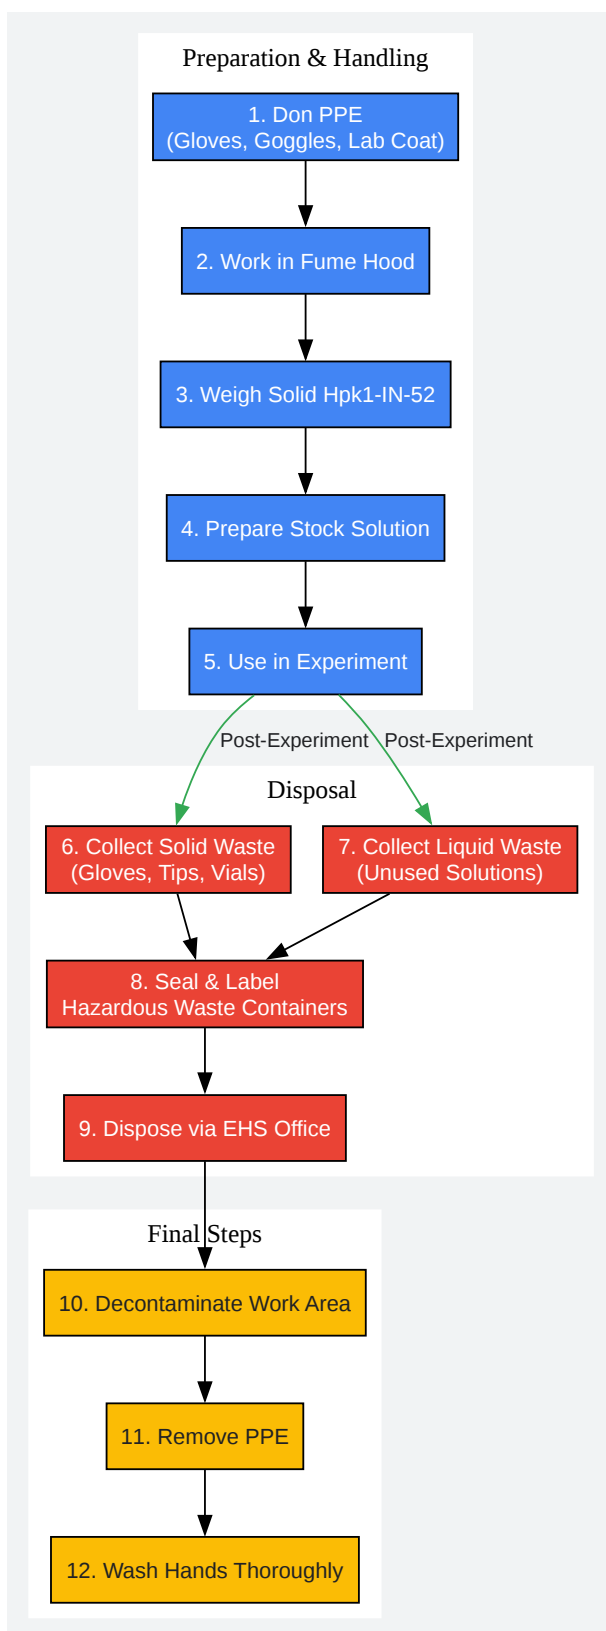 Preparation & Handling
1. Don PPE
(Gloves, Goggles, Lab Coat)
2. Work in Fume Hood
3. Weigh Solid Hpk1-IN-52
4. Prepare Stock Solution
5. Use in Experiment
Post-Experiment
Post-Experiment
Disposal
6. Collect Solid Waste
(Gloves, Tips, Vials)
7. Collect Liquid Waste
(Unused Solutions)
8. Seal & Label
Hazardous Waste Containers
9. Dispose via EHS Office
Final Steps
10. Decontaminate Work Area
11. Remove PPE
12. Wash Hands Thoroughly